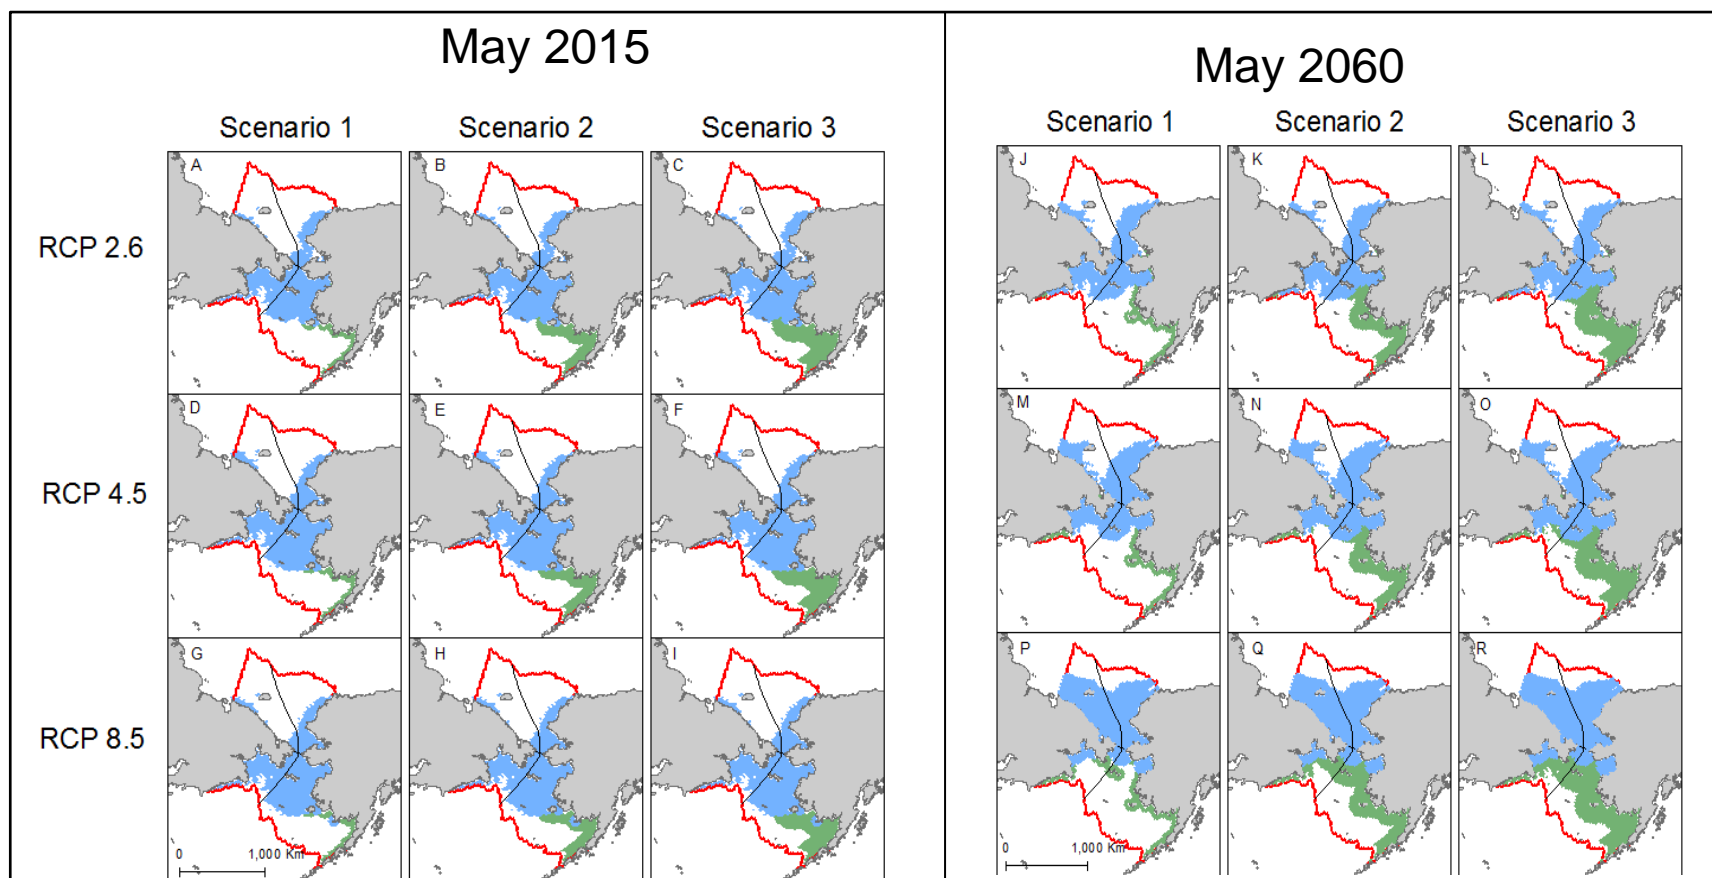 May 2015
May 2060
Scenario 1
Scenario 2
Scenario 3
Scenario 1
Scenario 2
Scenario 3
RCP 2.6
A
B
C
J
K
L
RCP 4.5
D
E
F
M
N
O
RCP 8.5
G
H
I
P
Q
R
0 1,000 Km
0 1,000 Km